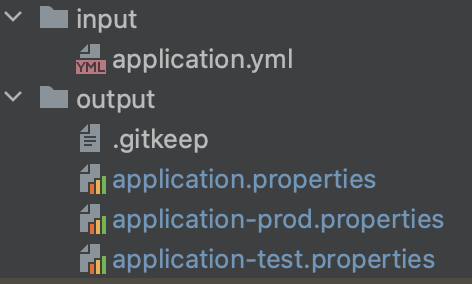 input
YML application.yml
output
.gitkeep
application.properties
application-prod.properties
application-test.properties